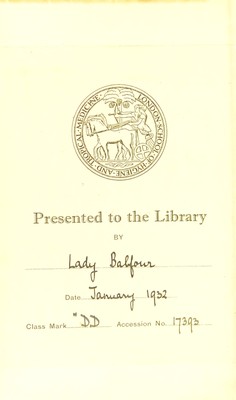 LONDON·SCHOOL·OF·HYGIENE·AND·TROPICAL·MEDICINE·
Presented to the Library
BY
Lady Balfour
Date January 1932
Class Mark "DD Accession No. 17393